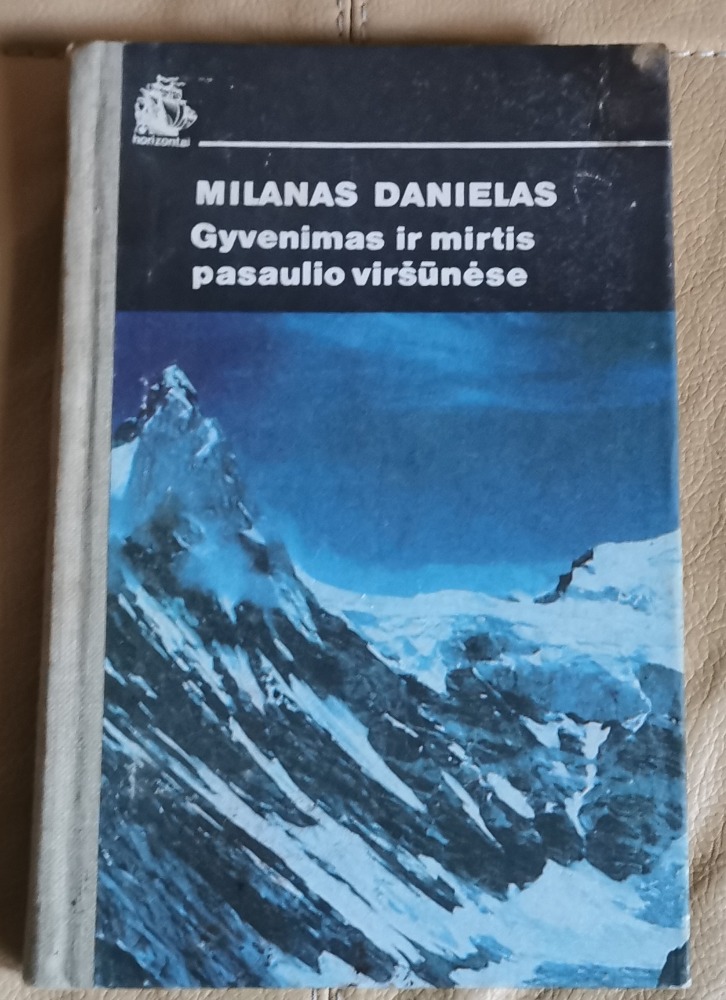 horizontai
MILANAS DANIELAS
Gyvenimas ir mirtis
pasaulio viršūnėse